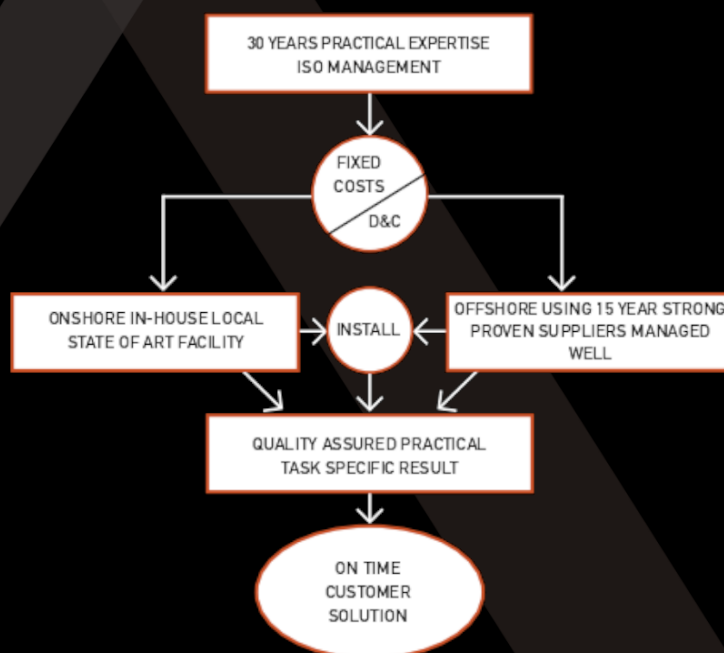 30 YEARS PRACTICAL EXPERTISE
ISO MANAGEMENT
FIXED
COSTS
D&C
ONSHORE IN-HOUSE LOCAL
STATE OF ART FACILITY
INSTALL
OFFSHORE USING 15 YEAR STRONG
PROVEN SUPPLIERS MANAGED
WELL
QUALITY ASSURED PRACTICAL
TASK SPECIFIC RESULT
ON TIME
CUSTOMER
SOLUTION